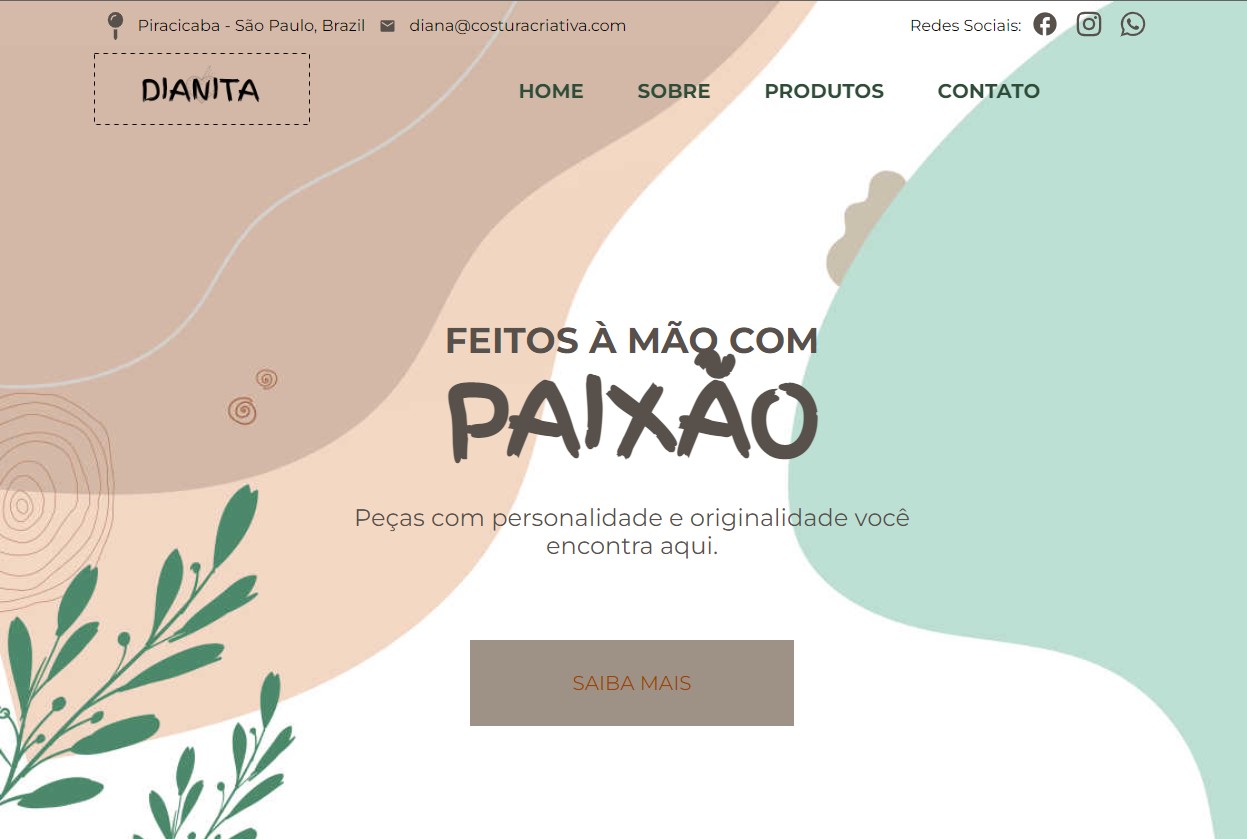 Piracicaba - São Paulo, Brazil diana@costuracriativa.com Redes Sociais:
DIANITA
HOME SOBRE PRODUTOS CONTATO
FEITOS À MÃO COM
PAIXÃO
Peças com personalidade e originalidade você
encontra aqui.
SAIBA MAIS